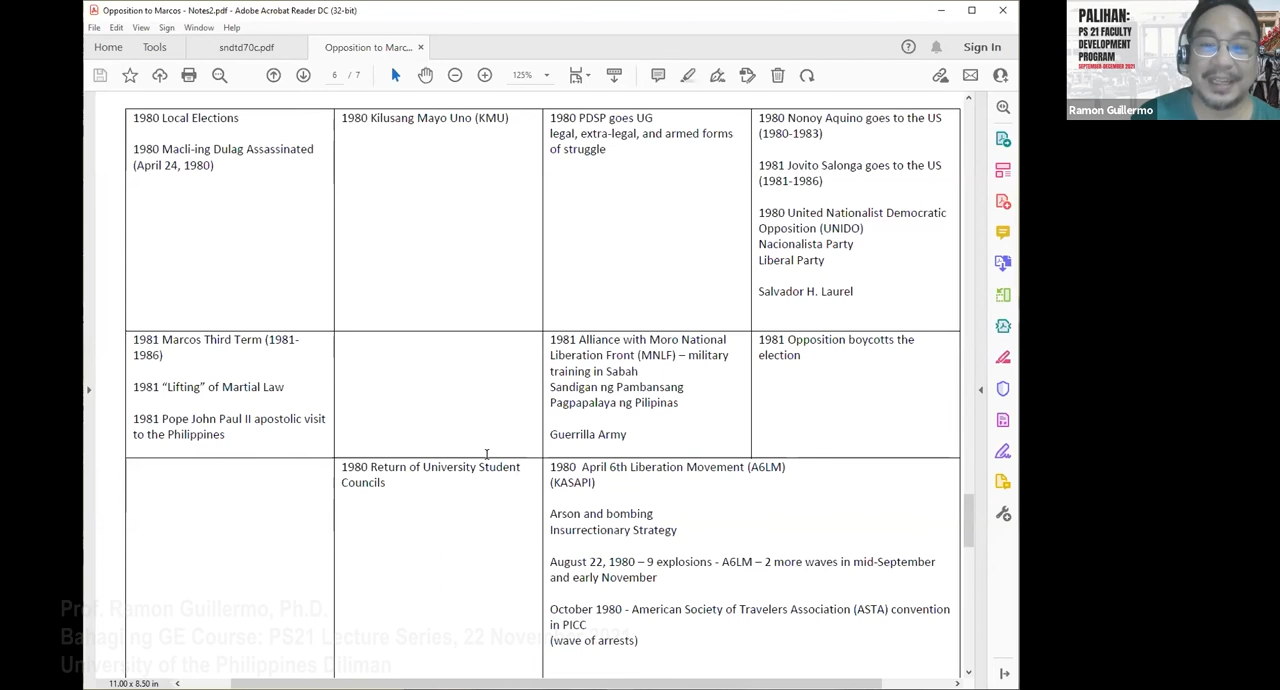 Opposition to Marcos - Notes2.pdf - Adobe Acrobat Reader DC (32-bit)
File Edit View Sign Window Help
Home Tools sndtd70c.pdf Opposition to Marc... × Sign In
6 / 7 125%
1980 Local Elections
1980 Macli-ing Dulag Assassinated
(April 24, 1980)
1980 Kilusang Mayo Uno (KMU)
1980 PDSP goes UG
legal, extra-legal, and armed forms
of struggle
1980 Nonoy Aquino goes to the US
(1980-1983)
1981 Jovito Salonga goes to the US
(1981-1986)
1980 United Nationalist Democratic
Opposition (UNIDO)
Nacionalista Party
Liberal Party
Salvador H. Laurel
1981 Marcos Third Term (1981-
1986)
1981 “Lifting” of Martial Law
1981 Pope John Paul II apostolic visit
to the Philippines
1981 Alliance with Moro National
Liberation Front (MNLF) – military
training in Sabah
Sandigan ng Pambansang
Pagpapalaya ng Pilipinas
Guerrilla Army
1981 Opposition boycotts the
election
1980 Return of University Student
Councils
1980 April 6th Liberation Movement (A6LM)
(KASAPI)
Arson and bombing
Insurrectionary Strategy
August 22, 1980 – 9 explosions - A6LM – 2 more waves in mid-September
and early November
October 1980 - American Society of Travelers Association (ASTA) convention
in PICC
(wave of arrests)
11.00 x 8.50 in
Prof. Ramon Guillermo, Ph.D.
Bahaging GE Course: PS21 Lecture Series, 22
University of the Philippines Diliman
PALIHAN:
PS 21 FACULTY
DEVELOPMENT
PROGRAM
SEPTEMBER-DECEMBER 2021
Ramon Guillermo